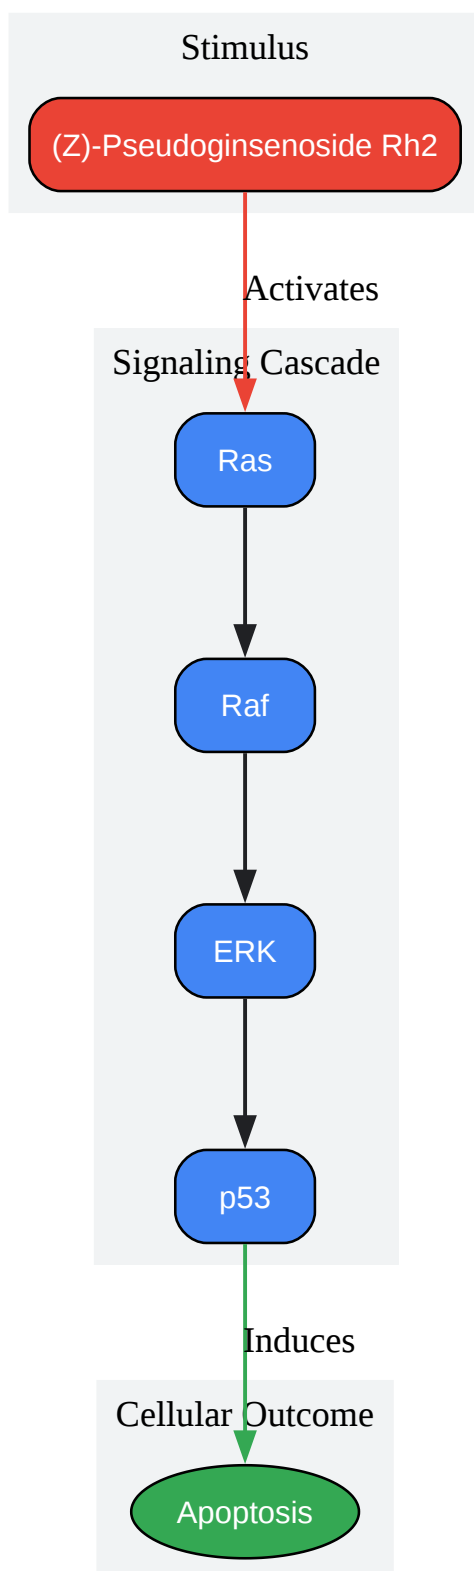 Stimulus
(Z)-Pseudoginsenoside Rh2
Activates
Signaling Cascade
Ras
Raf
ERK
p53
Induces
Cellular Outcome
Apoptosis